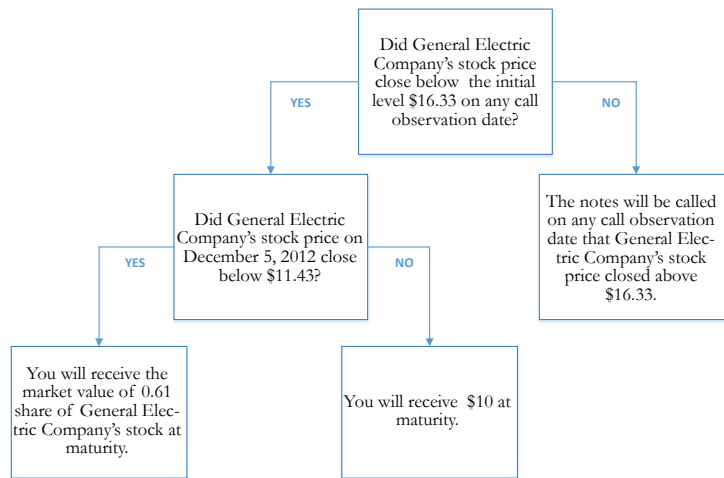 Did General Electric
Company's stock price
close below the initial
level $16.33 on any call
observation date?
YES
NO
Did General Electric
Company's stock price on
December 5, 2012 close
below $11.43?
The notes will be called
on any call observation
date that General Elec-
tric Company's stock
price closed above
$16.33.
YES
NO
You will receive the
market value of 0.61
share of General Elec-
tric Company's stock at
maturity.
You will receive $10 at
maturity.